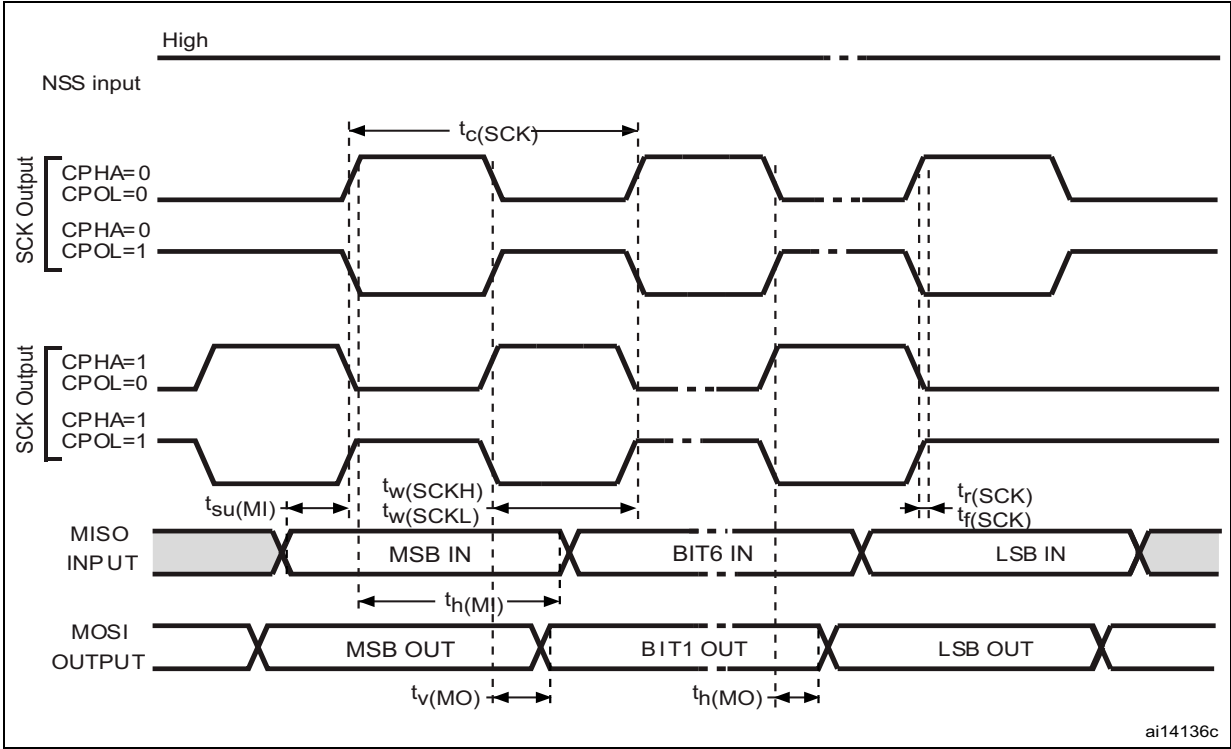 High
NSS input
tc(SCK)
SCK Output
CPHA=0
CPOL=0
CPHA=0
CPOL=1
SCK Output
CPHA=1
CPOL=0
CPHA=1
CPOL=1
tsu(MI)
tw(SCKH)
tw(SCKL)
tr(SCK)
tf(SCK)
MISO
INPUT
MSB IN
BIT6 IN
LSB IN
th(MI)
MOSI
OUTPUT
MSB OUT
BIT1 OUT
LSB OUT
tv(MO)
th(MO)
ai14136c